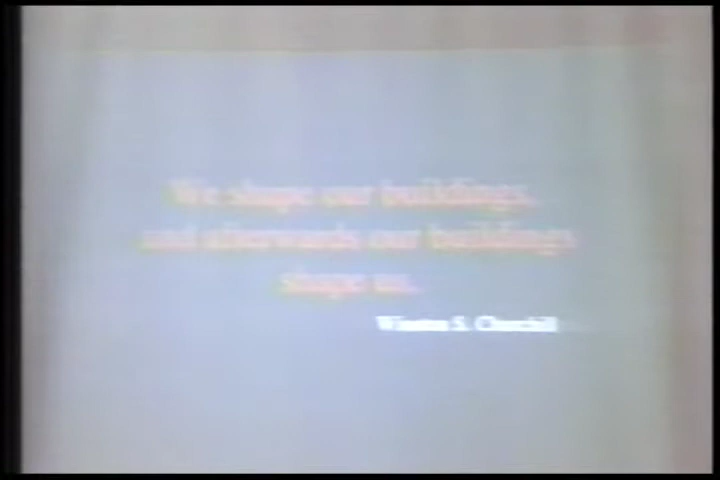 We shape our buildings,
and afterwards our buildings
shape us.
Winston S. Churchill